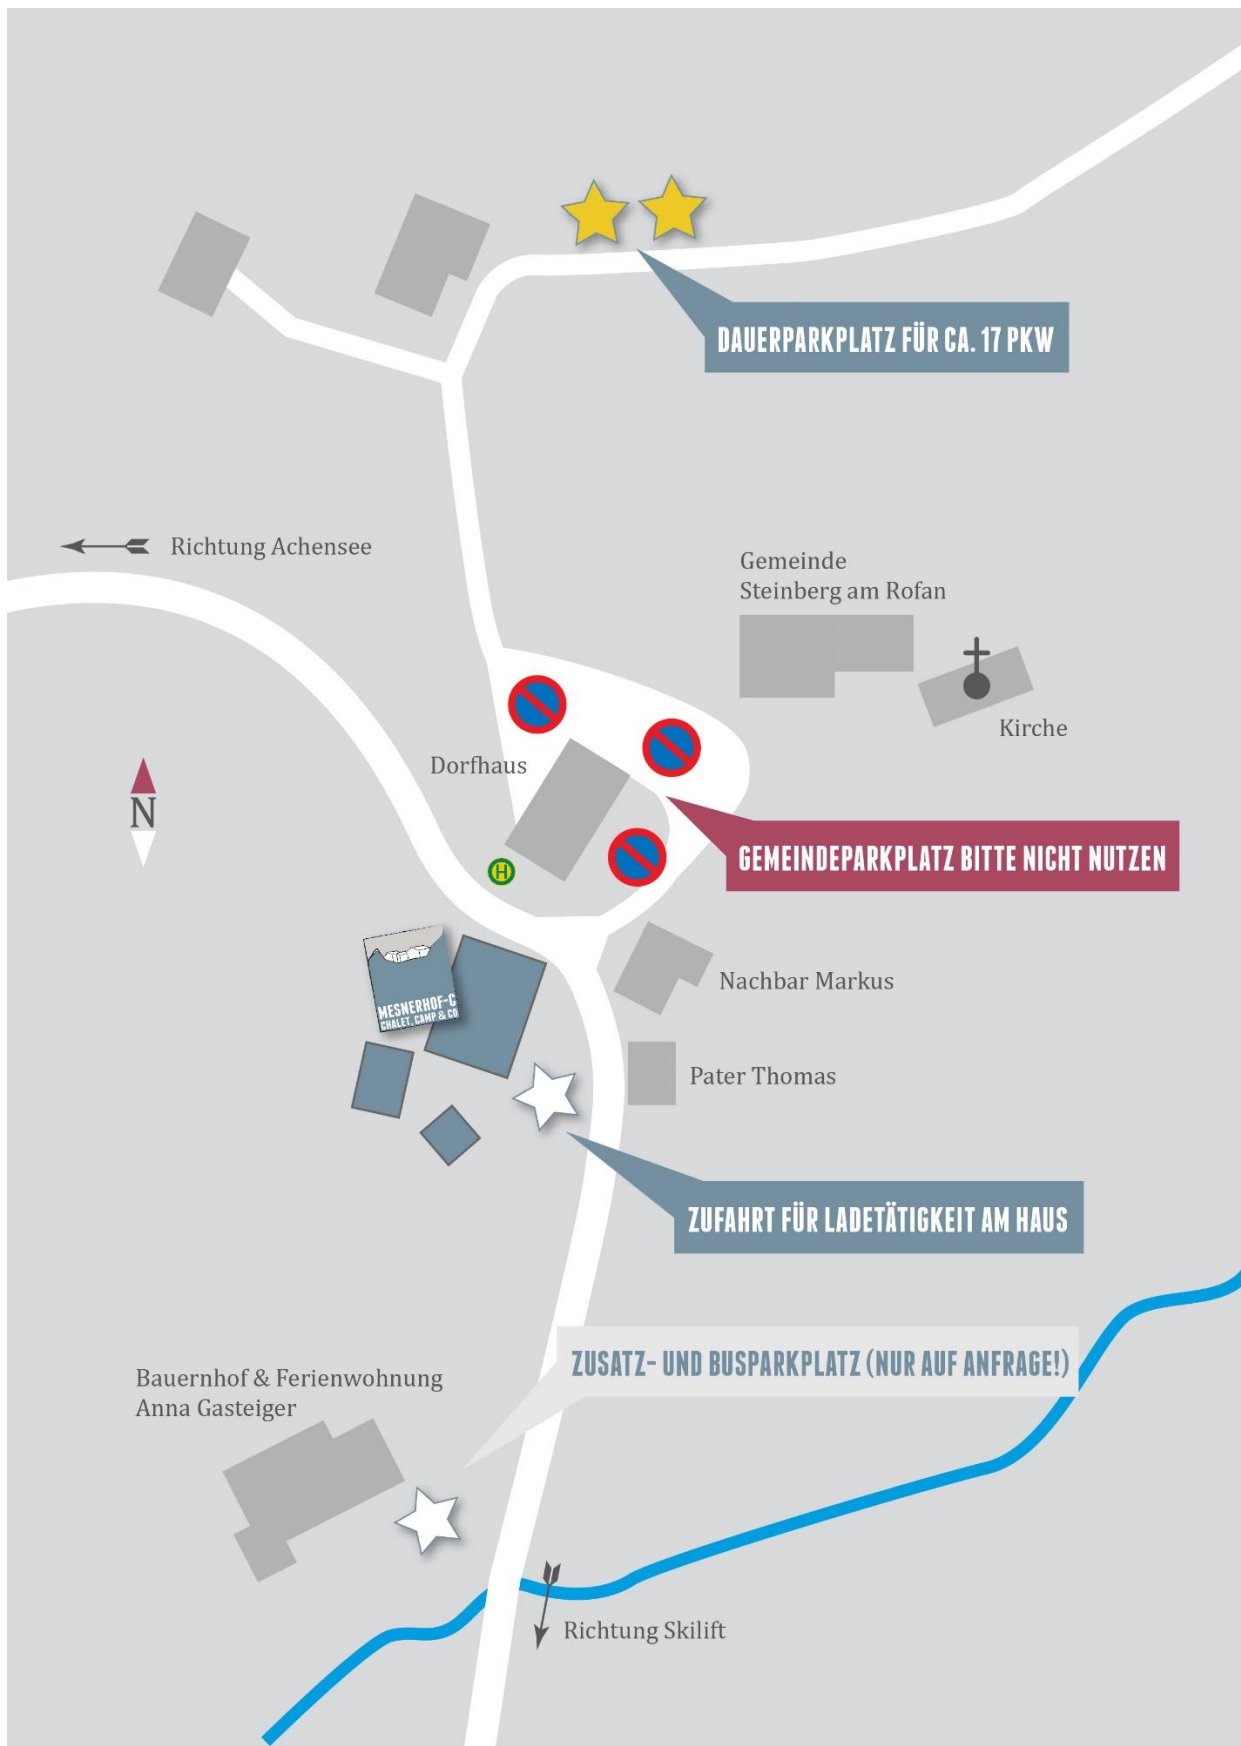 DAUERPARKPLATZ FÜR CA. 17 PKW
Richtung Achensee
Gemeinde
Steinberg am Rofan
Kirche
Dorfhaus
N
GEMEINDEPARKPLATZ BITTE NICHT NUTZEN
H
MESNERHOF-C
CHALET, CAMP & CO
Nachbar Markus
Pater Thomas
ZUFAHRT FÜR LADETÄTIGKEIT AM HAUS
ZUSATZ- UND BUSPARKPLATZ (NUR AUF ANFRAGE!)
Bauernhof & Ferienwohnung
Anna Gasteiger
Richtung Skilift